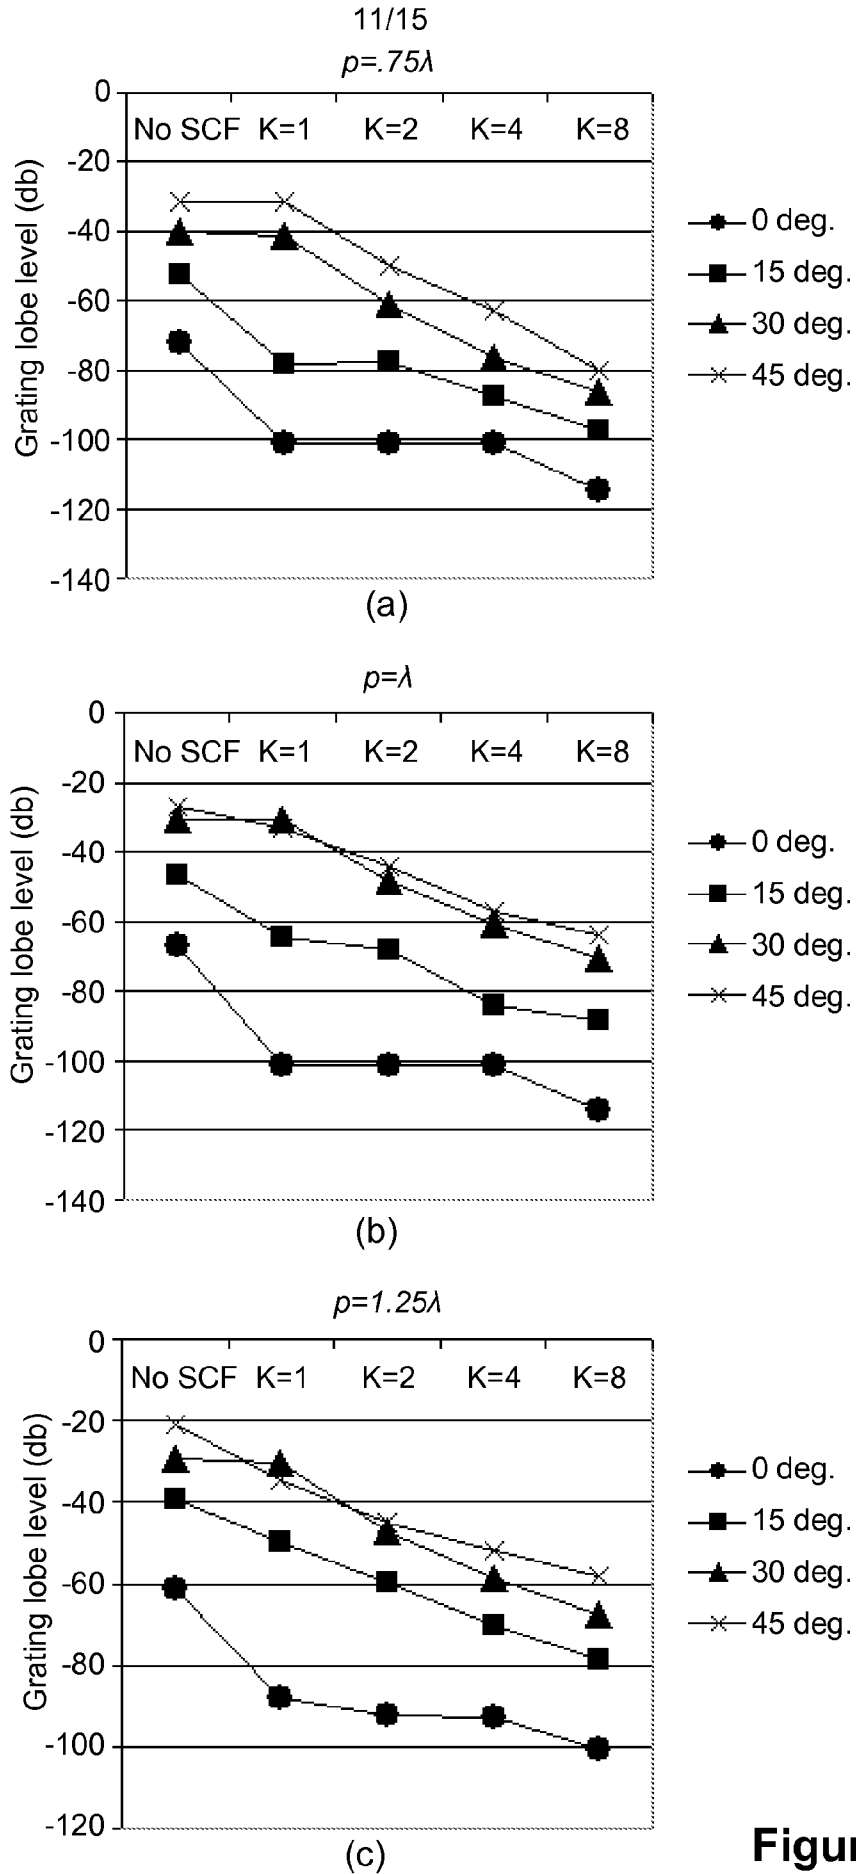 11/15
p=.75λ
0
No SCF K=1 K=2 K=4 K=8
-20
-40
-60
-80
-100
-120
-140
Grating lobe level (db)
0 deg.
15 deg.
30 deg.
45 deg.
(a)
p=λ
0
No SCF K=1 K=2 K=4 K=8
-20
-40
-60
-80
-100
-120
-140
Grating lobe level (db)
0 deg.
15 deg.
30 deg.
45 deg.
(b)
p=1.25λ
0
No SCF K=1 K=2 K=4 K=8
-20
-40
-60
-80
-100
-120
Grating lobe level (db)
0 deg.
15 deg.
30 deg.
45 deg.
(c)